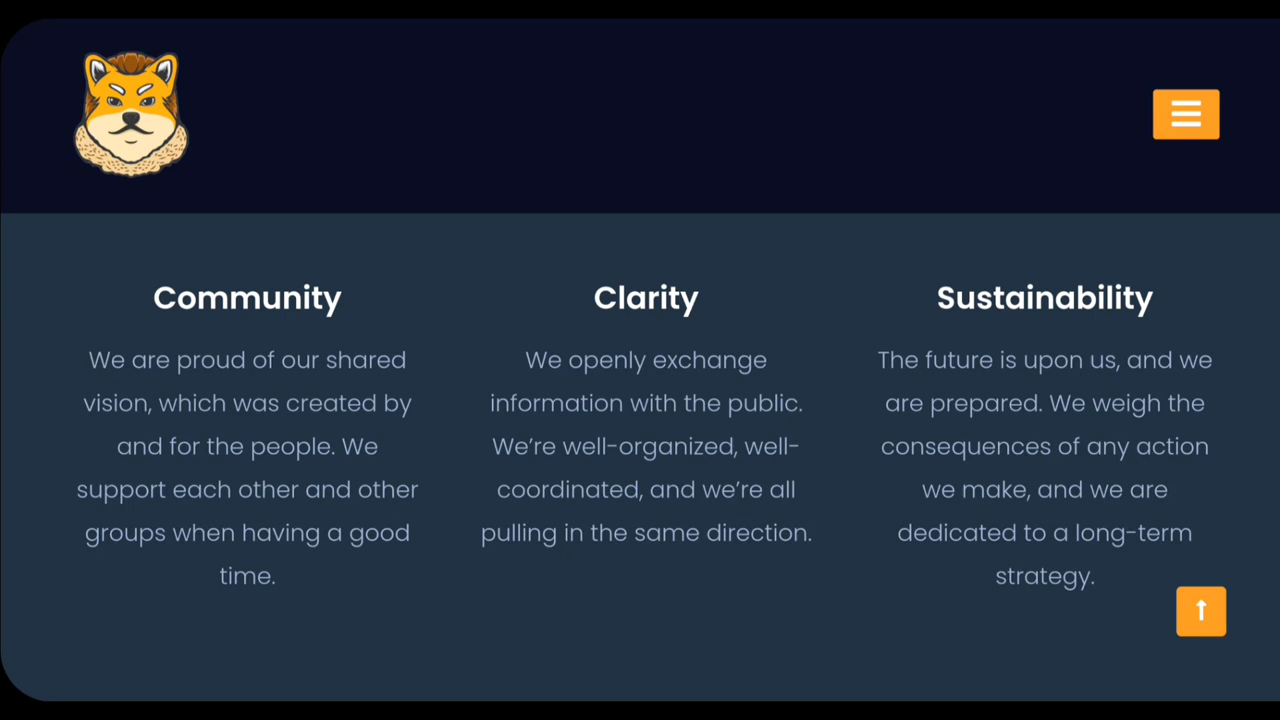 Community
We are proud of our shared
vision, which was created by
and for the people. We
support each other and other
groups when having a good
time.
Clarity
We openly exchange
information with the public.
We’re well-organized, well-
coordinated, and we’re all
pulling in the same direction.
Sustainability
The future is upon us, and we
are prepared. We weigh the
consequences of any action
we make, and we are
dedicated to a long-term
strategy.